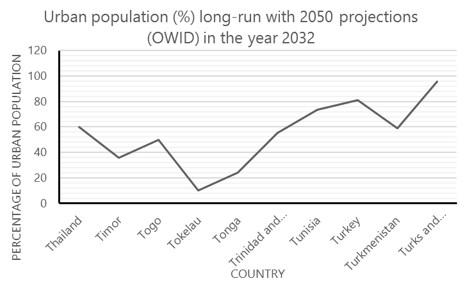 Urban population (%) long-run with 2050 projections
(OWID) in the year 2032
PERCENTAGE OF URBAN POPULATION
120
100
80
60
40
20
0
Thailand
Timor
Togo
Tokelau
Tonga
Trinidad and...
Tunisia
Turkey
Turkmenistan
Turks and...
COUNTRY